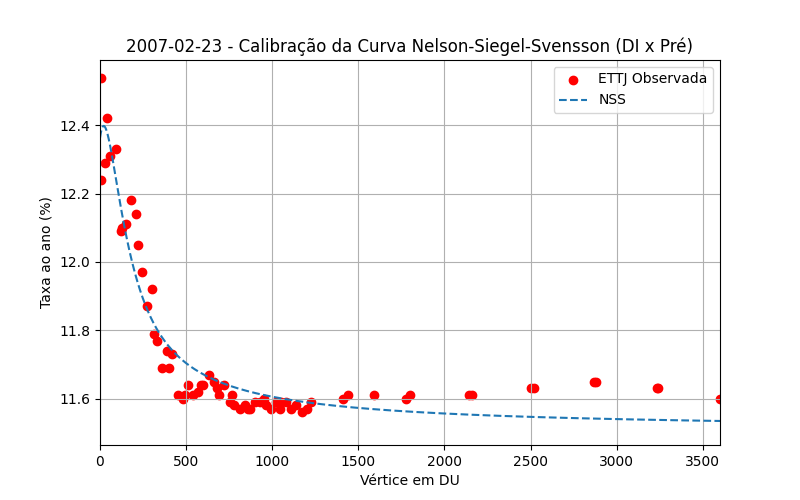 2007-02-23 - Calibração da Curva Nelson-Siegel-Svensson (DI x Pré)
ETTJ Observada
NSS
Taxa ao ano (%)
12.4
12.2
12.0
11.8
11.6
0 500 1000 1500 2000 2500 3000 3500
Vértice em DU